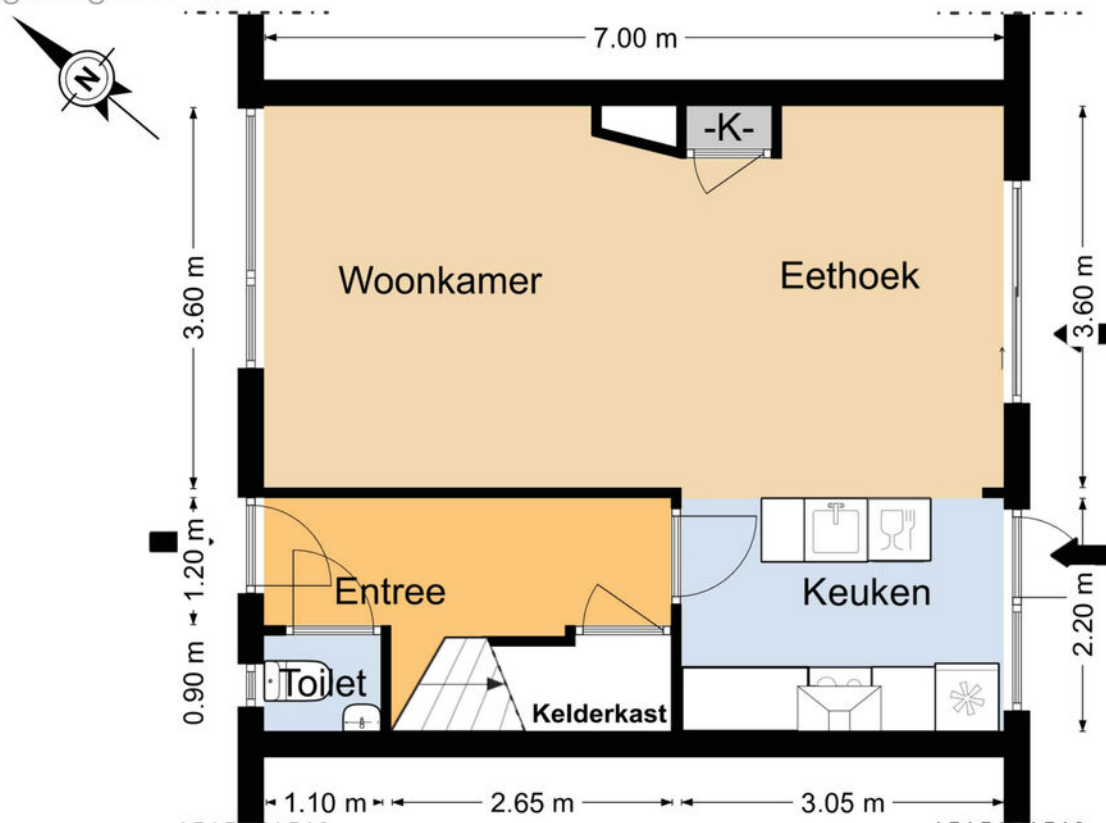 7.00 m
N
-K-
Woonkamer
Eethoek
3.60 m
3.60 m
1.20 m
Entree
Keuken
2.20 m
0.90 m
Toilet
Kelderkast
1.10 m
2.65 m
3.05 m